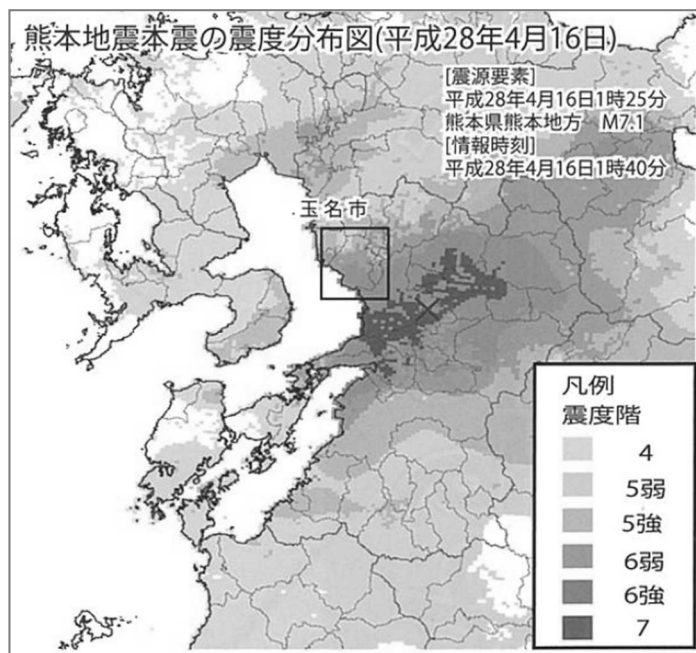 熊本地震本震の震度分布図(平成28年4月16日)
[震源要素]
平成28年4月16日1時25分
熊本県熊本地方　M7.1
[情報時刻]
平成28年4月16日1時40分
玉名市
凡例
震度階
4
5弱
5強
6弱
6強
7